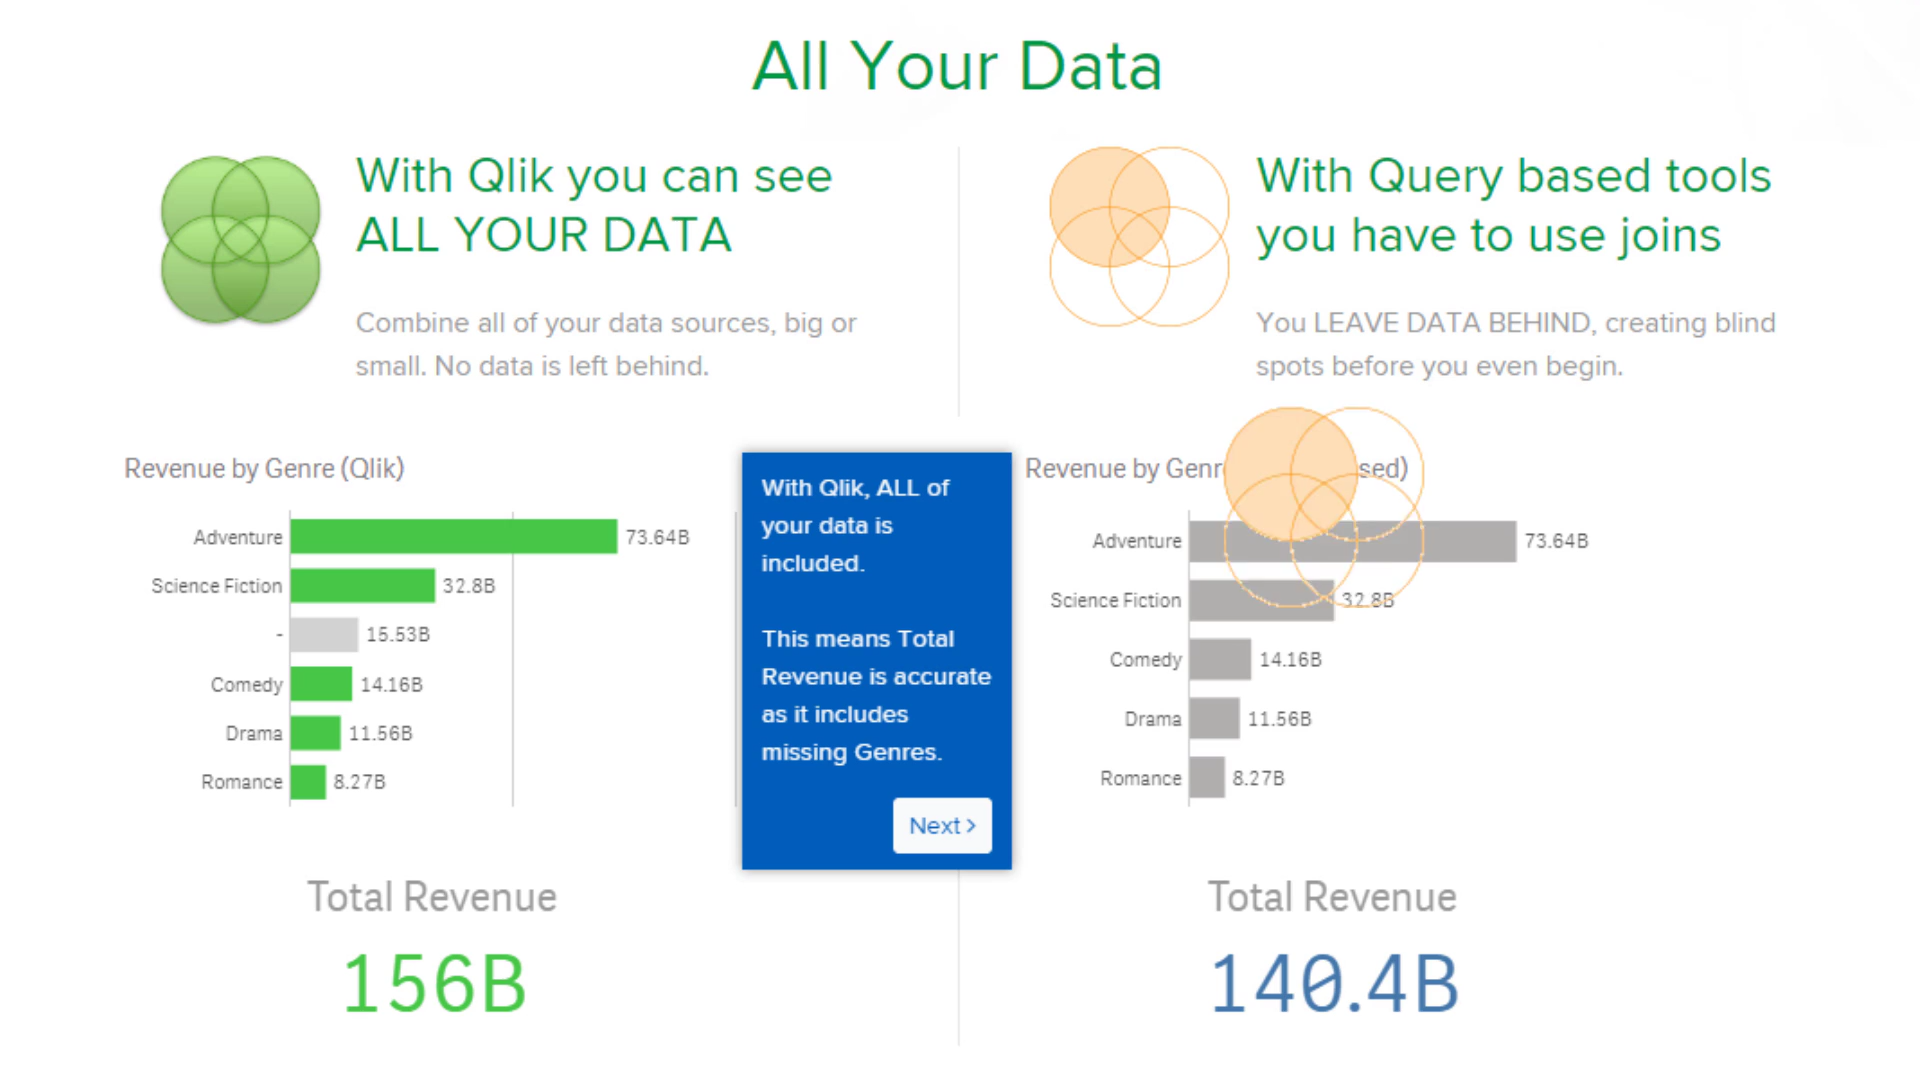 All Your Data
With Qlik you can see
ALL YOUR DATA
Combine all of your data sources, big or
small. No data is left behind.
With Query based tools
you have to use joins
You LEAVE DATA BEHIND, creating blind
spots before you even begin.
Revenue by Genre (Qlik)
Adventure 73.64B
Science Fiction 32.8B
- 15.53B
Comedy 14.16B
Drama 11.56B
Romance 8.27B
Total Revenue
156B
With Qlik, ALL of
your data is
included.
This means Total
Revenue is accurate
as it includes
missing Genres.
Next >
Revenue by Genr sed)
Adventure 73.64B
Science Fiction 32.8B
Comedy 14.16B
Drama 11.56B
Romance 8.27B
Total Revenue
140.4B